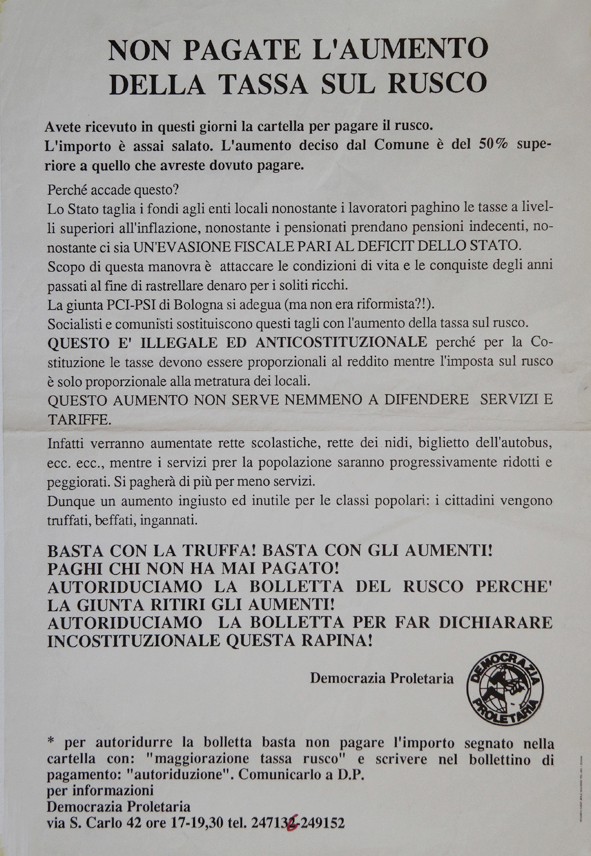 NON PAGATE L'AUMENTO
DELLA TASSA SUL RUSCO
Avete ricevuto in questi giorni la cartella per pagare il rusco.
L'importo è assai salato. L'aumento deciso dal Comune è del 50% supe-
riore a quello che avreste dovuto pagare.
Perché accade questo?
Lo Stato taglia i fondi agli enti locali nonostante i lavoratori paghino le tasse a livel-
li superiori all'inflazione, nonostante i pensionati prendano pensioni indecenti, no-
nostante ci sia UN'EVASIONE FISCALE PARI AL DEFICIT DELLO STATO.
Scopo di questa manovra è attaccare le condizioni di vita e le conquiste degli anni
passati al fine di rastrellare denaro per i soliti ricchi.
La giunta PCI-PSI di Bologna si adegua (ma non era riformista?!).
Socialisti e comunisti sostituiscono questi tagli con l'aumento della tassa sul rusco.
QUESTO E' ILLEGALE ED ANTICOSTITUZIONALE perché per la Co-
stituzione le tasse devono essere proporzionali al reddito mentre l'imposta sul rusco
è solo proporzionale alla metratura dei locali.
QUESTO AUMENTO NON SERVE NEMMENO A DIFENDERE SERVIZI E
TARIFFE.
Infatti verranno aumentate rette scolastiche, rette dei nidi, biglietto dell'autobus,
ecc. ecc., mentre i servizi prer la popolazione saranno progressivamente ridotti e
peggiorati. Si pagherà di più per meno servizi.
Dunque un aumento ingiusto ed inutile per le classi popolari: i cittadini vengono
truffati, beffati, ingannati.
BASTA CON LA TRUFFA! BASTA CON GLI AUMENTI!
PAGHI CHI NON HA MAI PAGATO!
AUTORIDUCIAMO LA BOLLETTA DEL RUSCO PERCHE'
LA GIUNTA RITIRI GLI AUMENTI!
AUTORIDUCIAMO LA BOLLETTA PER FAR DICHIARARE
INCOSTITUZIONALE QUESTA RAPINA!
Democrazia Proletaria
DEMOCRAZIA
PROLETARIA
* per autoridurre la bolletta basta non pagare l'importo segnato nella
cartella con: "maggiorazione tassa rusco" e scrivere nel bollettino di
pagamento: "autoriduzione". Comunicarlo a D.P.
per informazioni
Democrazia Proletaria
via S. Carlo 42 ore 17-19,30 tel. 247136-249152